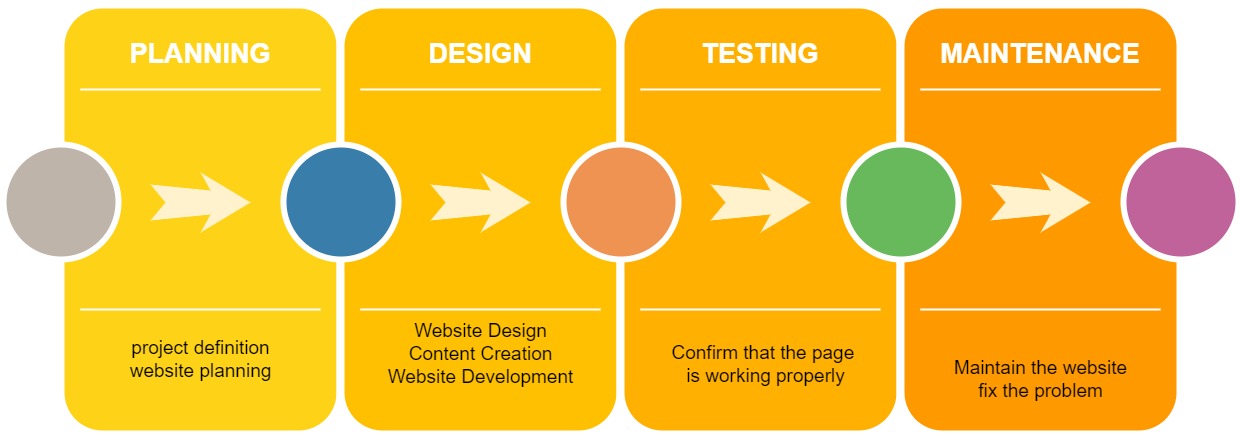 PLANNING
project definition
website planning
DESIGN
Website Design
Content Creation
Website Development
TESTING
Confirm that the page
is working properly
MAINTENANCE
Maintain the website
fix the problem